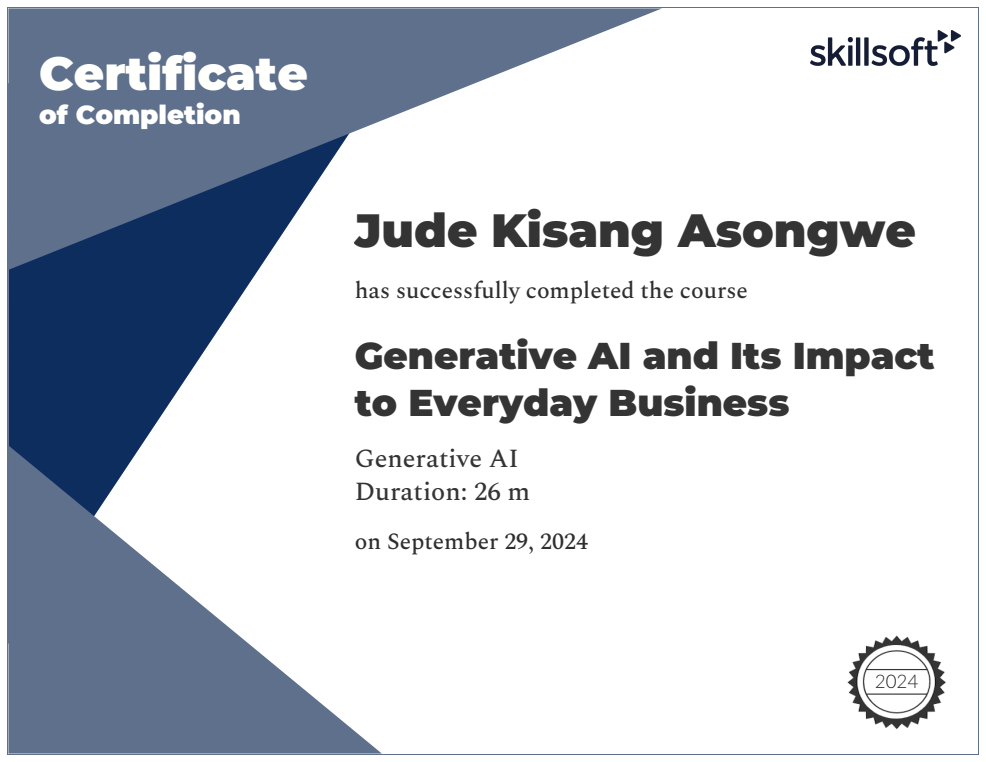 Certificate
of Completion
skillsoft
Jude Kisang Asongwe
has successfully completed the course
Generative AI and Its Impact
to Everyday Business
Generative AI
Duration: 26 m
on September 29, 2024
2024